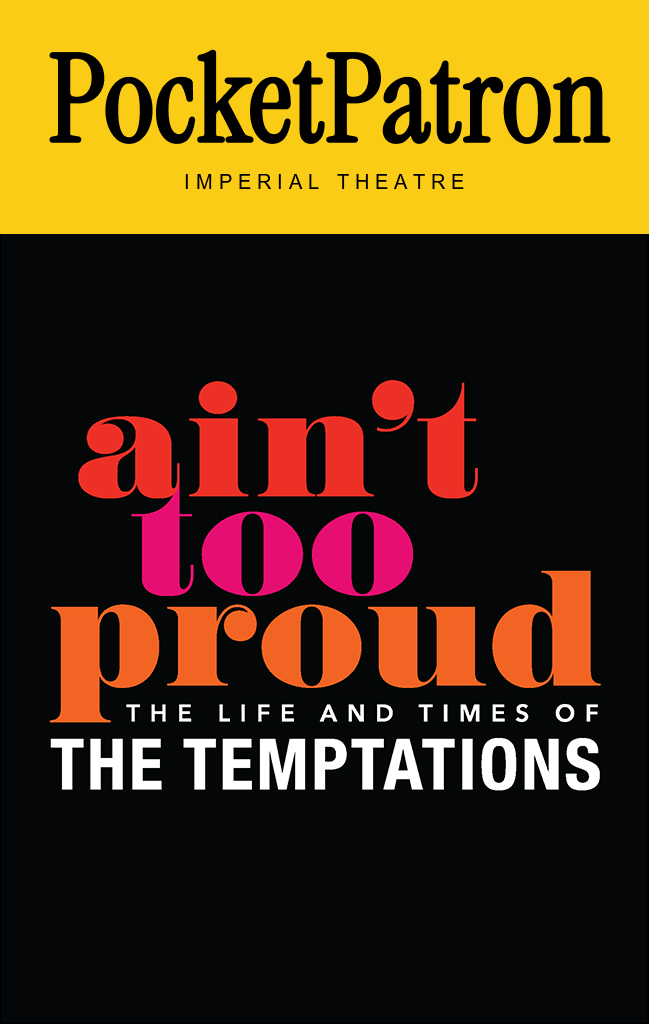 PocketPatron
IMPERIAL THEATRE
ain't
too
proud
THE LIFE AND TIMES OF
THE TEMPTATIONS